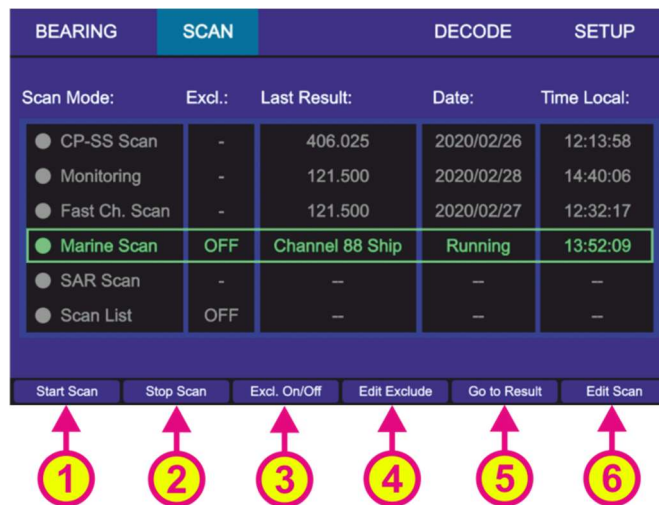 BEARING SCAN DECODE SETUP
Scan Mode: Excl.: Last Result: Date: Time Local:
CP-SS Scan - 406.025 2020/02/26 12:13:58
Monitoring - 121.500 2020/02/28 14:40:06
Fast Ch. Scan - 121.500 2020/02/27 12:32:17
Marine Scan OFF Channel 88 Ship Running 13:52:09
SAR Scan - -- -- --
Scan List OFF -- -- --
Start Scan Stop Scan Excl. On/Off Edit Exclude Go to Result Edit Scan
1 2 3 4 5 6